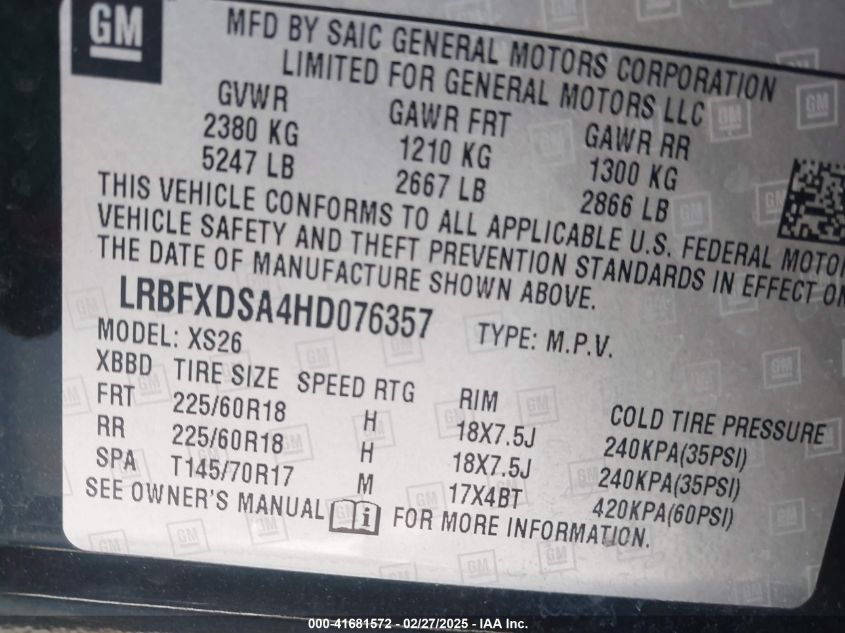 GM
MFD BY SAIC GENERAL MOTORS CORPORATION
LIMITED FOR GENERAL MOTORS LLC
GVWR GAWR FRT GAWR RR
2380 KG 1210 KG 1300 KG
5247 LB 2667 LB 2866 LB
THIS VEHICLE CONFORMS TO ALL APPLICABLE U.S. FEDERAL MOTOR
VEHICLE SAFETY AND THEFT PREVENTION STANDARDS IN EFFECT ON
THE DATE OF MANUFACTURE SHOWN ABOVE.
LRBFXDSA4HD076357 TYPE: M.P.V.
MODEL: XS26
XBBD TIRE SIZE SPEED RTG RIM COLD TIRE PRESSURE
FRT 225/60R18 H 18X7.5J 240KPA(35PSI)
RR 225/60R18 H 18X7.5J 240KPA(35PSI)
SPA T145/70R17 M 17X4BT 420KPA(60PSI)
SEE OWNER'S MANUAL i FOR MORE INFORMATION.
000-41681572 - 02/27/2025 - IAA Inc.